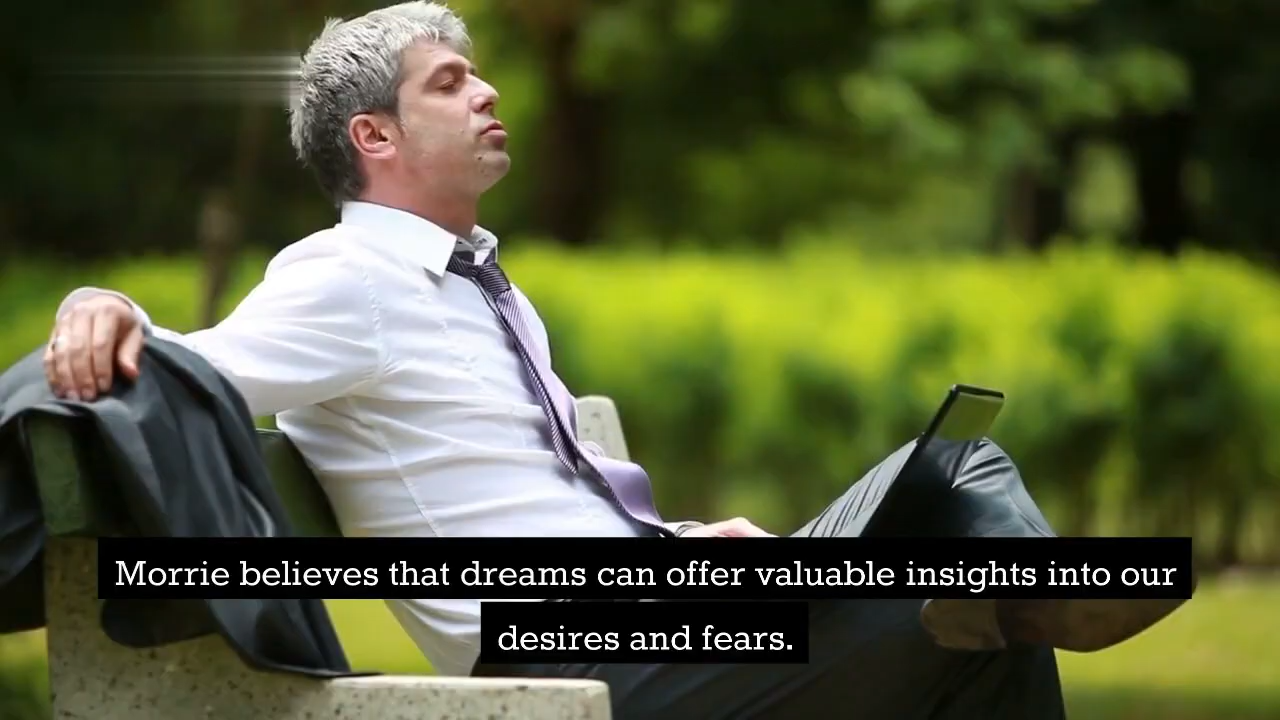 Morrie believes that dreams can offer valuable insights into our
desires and fears.